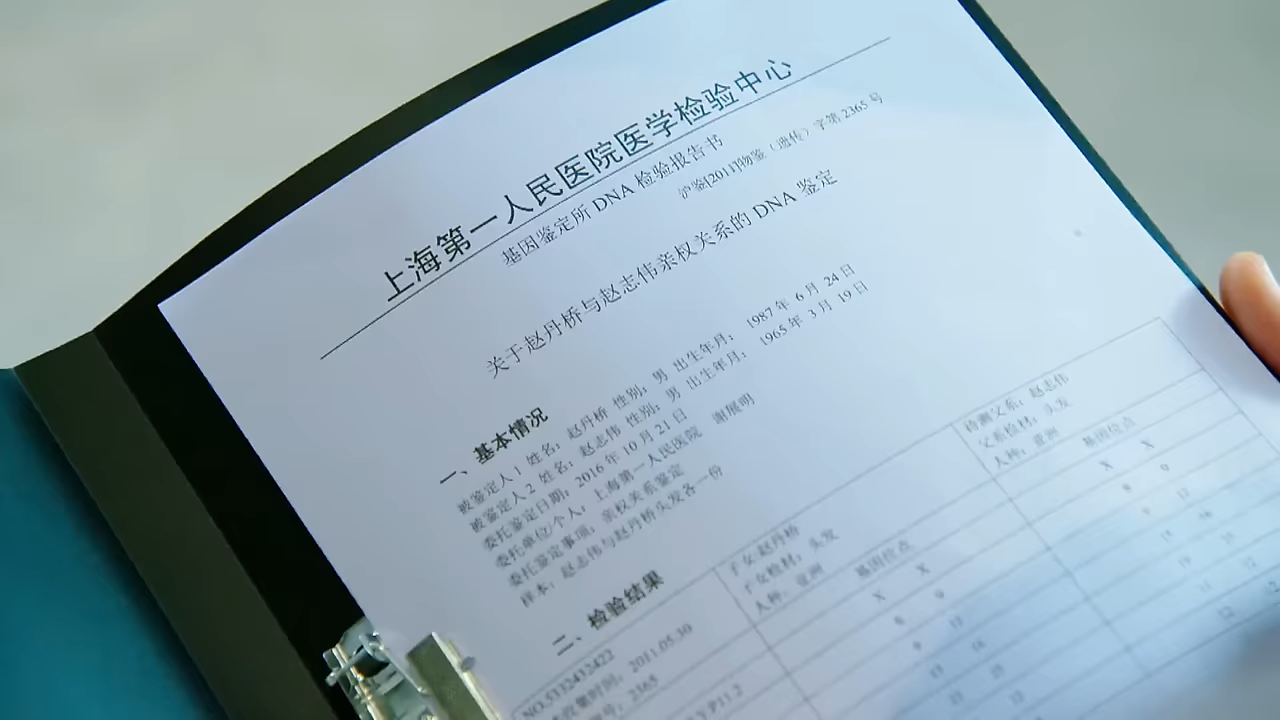 上海第一人民医院医学检验中心
基因鉴定所 DNA 检验报告书
沪鉴[2011]物鉴（遗传）字第 2365 号
关于赵丹桥与赵志伟亲权关系的 DNA 鉴定
一、基本情况
被鉴定人 1 姓名：赵丹桥 性别：男 出生年月：1987 年 6 月 24 日
被鉴定人 2 姓名：赵志伟 性别：男 出生年月：1965 年 3 月 19 日
委托鉴定日期：2016 年 10 月 21 日
委托单位/个人：上海第一人民医院 谢展明
委托鉴定事项：亲权关系鉴定
样本：赵志伟与赵丹桥头发各一份
二、检验结果
NO.5132432422
时间：2011.05.30
2365
子女:赵丹桥
子女检材：头发
人种：亚洲
基因位点
X X
待测父系：赵志伟
父系检材：头发
人种：亚洲
基因位点
X X